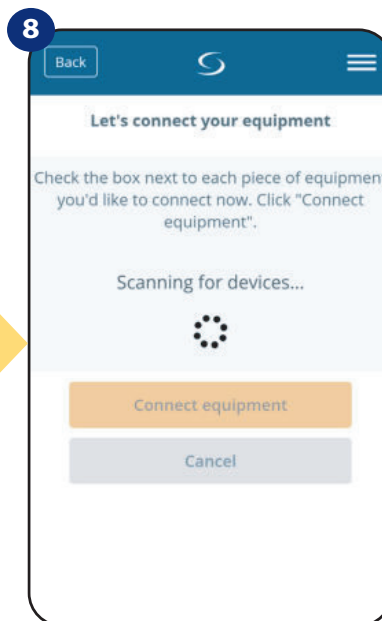 8
Back
Let's connect your equipment
Check the box next to each piece of equipmen
you'd like to connect now. Click "Connect
equipment".
Scanning for devices...
Connect equipment
Cancel